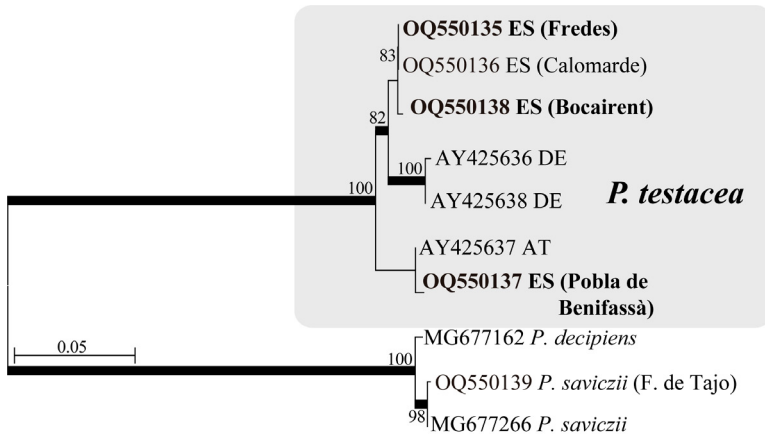 OQ550135 ES (Fredes)
83
OQ550136 ES (Calomarde)
OQ550138 ES (Bocairent)
82
100
AY425636 DE
AY425638 DE
P. testacea
100
AY425637 AT
OQ550137 ES (Pobla de
Benifassà)
0.05
MG677162 P. decipiens
100
OQ550139 P. saviczii (F. de Tajo)
98
MG677266 P. saviczii